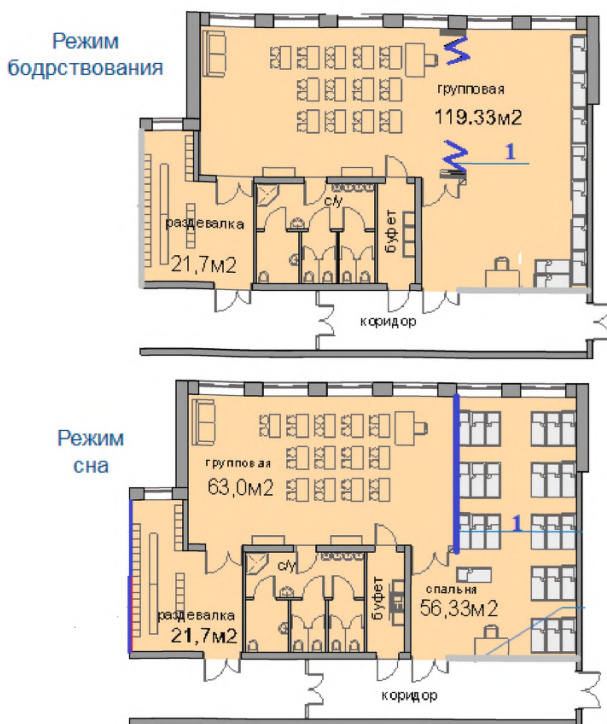 Режим
бодрствования
групповая
119.33м2
1
с/у
раздевалка
21,7м2
буфет
коридор
Режим
сна
групповая
63,0м2
1
с/у
буфет
спальня
56,33м2
раздевалка
21,7м2
коридор